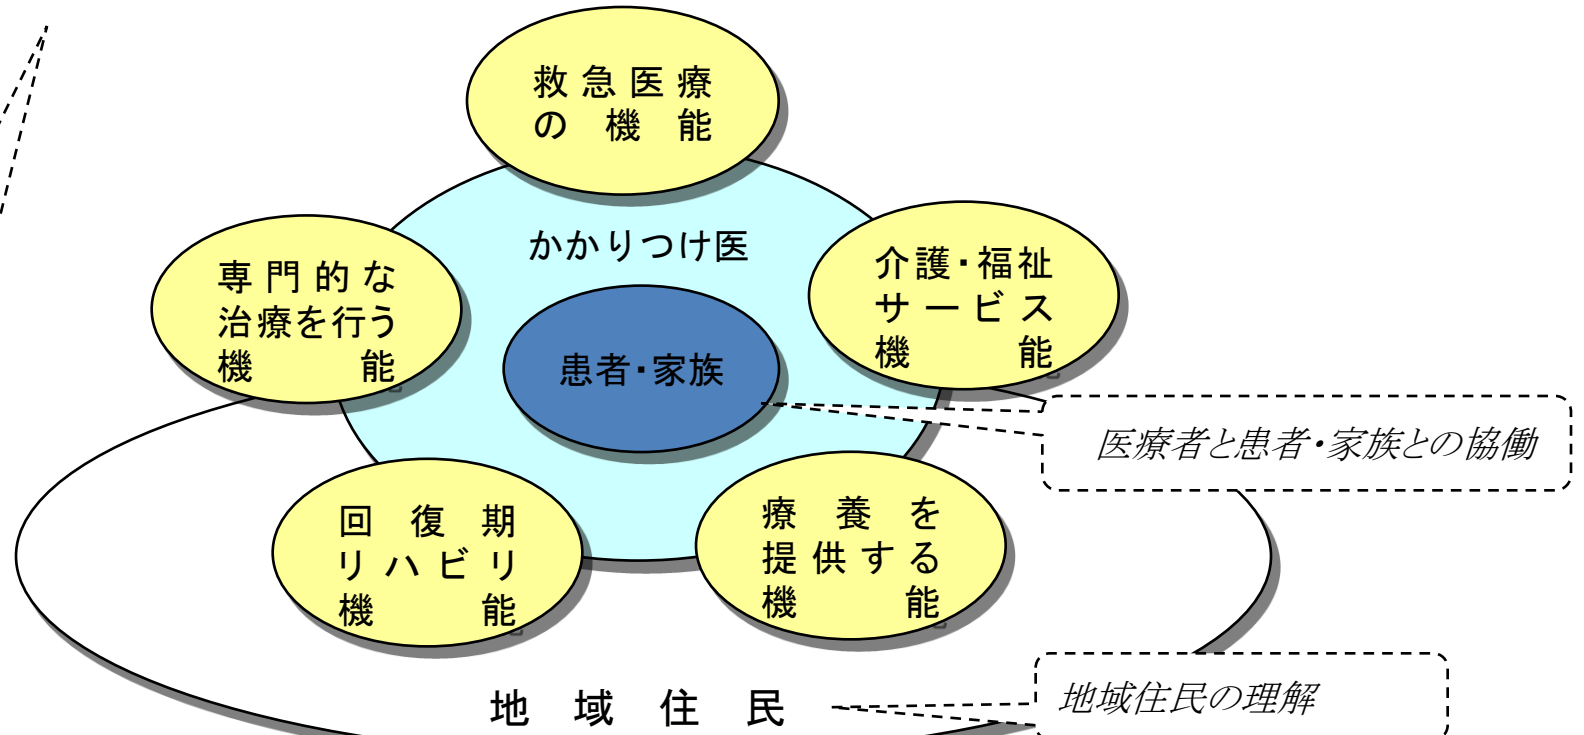 救急医療
の機能
かかりつけ医
専門的な
治療を行う
機能
介護・福祉
サービス
機能
患者・家族
医療者と患者・家族との協働
回復期
リハビリ
機能
療養を
提供する
機能
地域住民
地域住民の理解